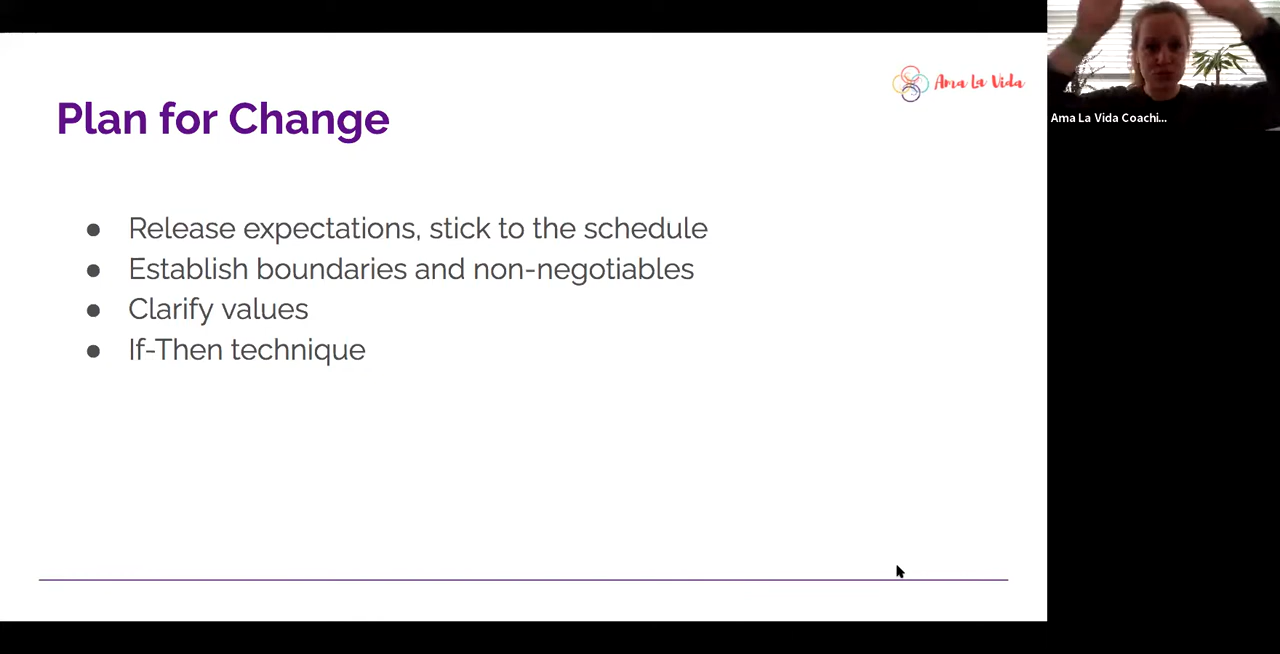 Ama La Vida
Plan for Change
● Release expectations, stick to the schedule
● Establish boundaries and non-negotiables
● Clarify values
● If-Then technique
Ama La Vida Coachi...